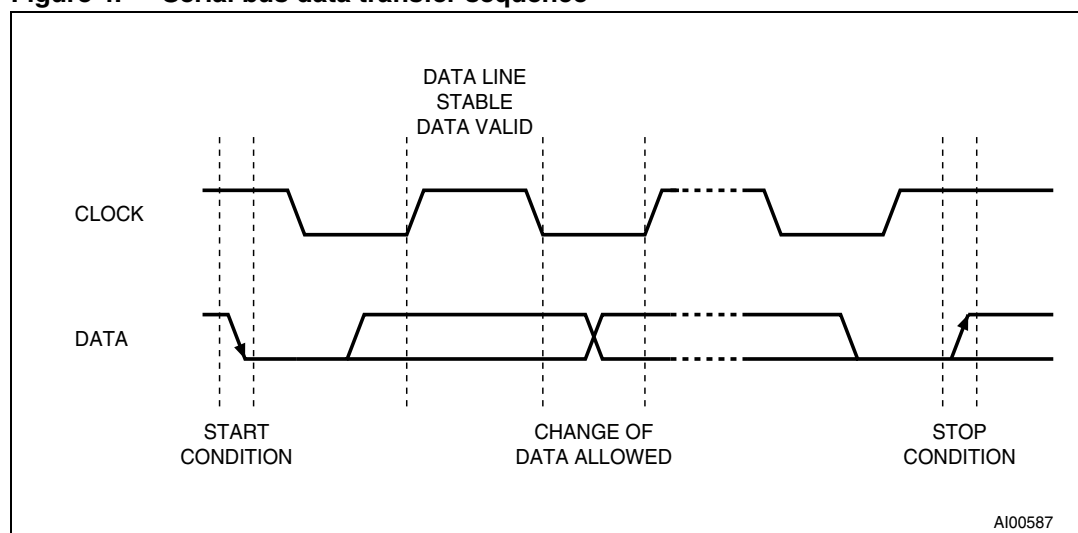 Figure 4. Serial bus data transfer sequence
DATA LINE
STABLE
DATA VALID
CLOCK
DATA
START
CONDITION
CHANGE OF
DATA ALLOWED
STOP
CONDITION
AI00587